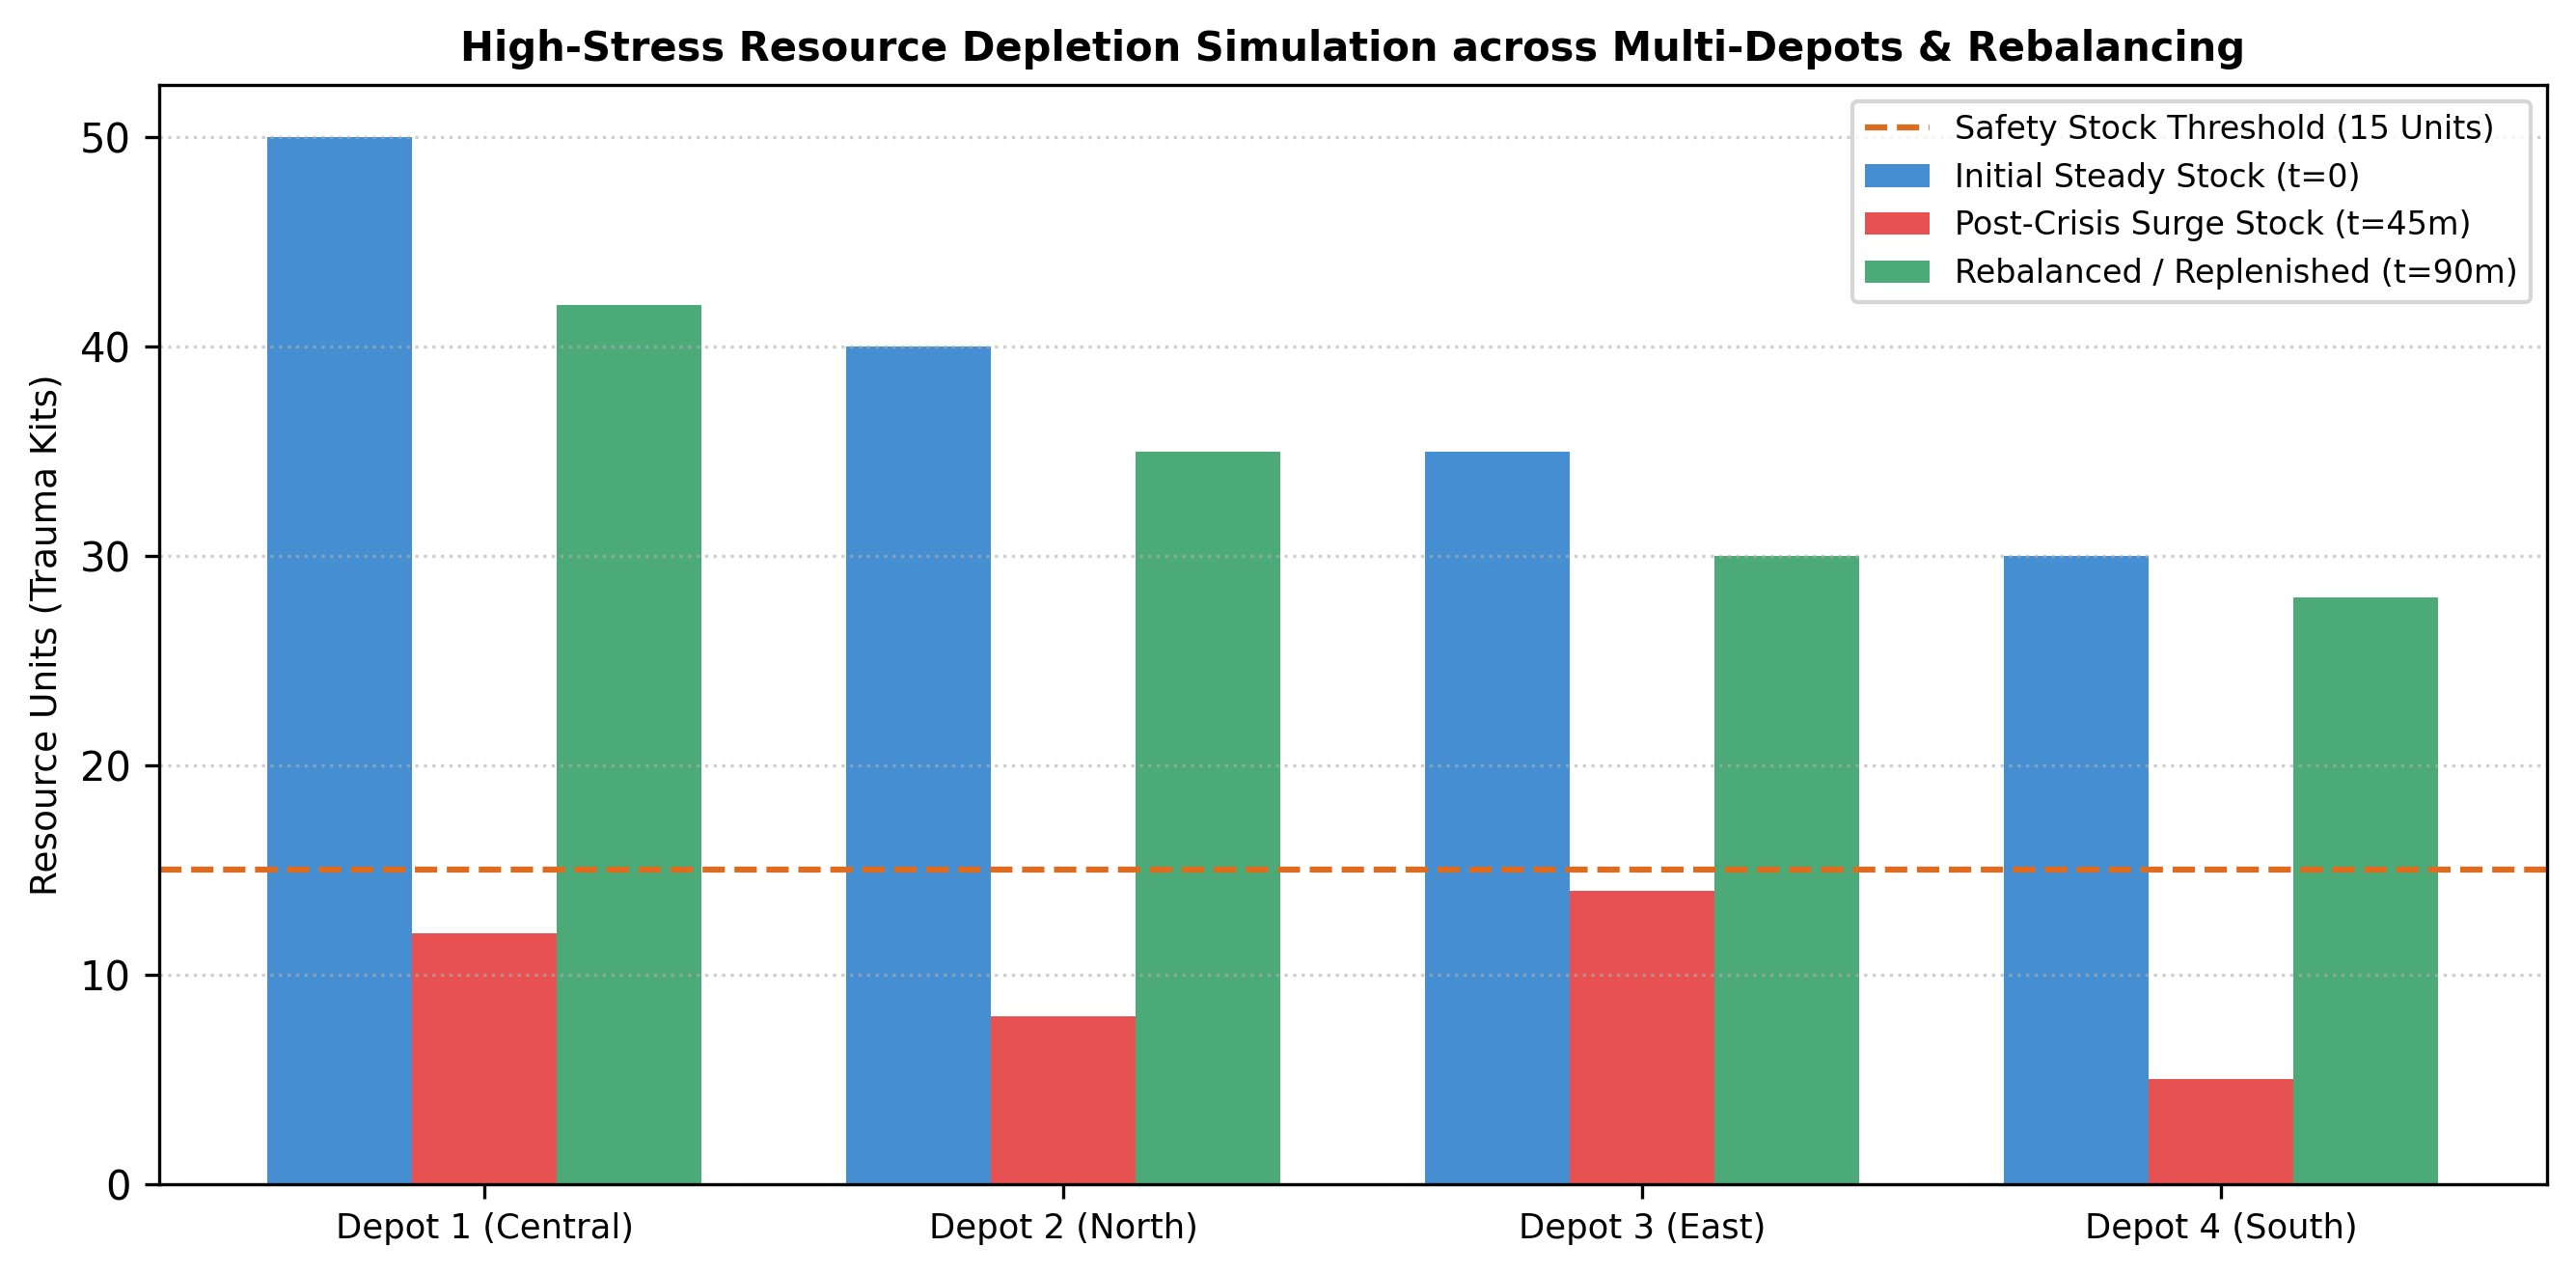 High-Stress Resource Depletion Simulation across Multi-Depots & Rebalancing
Safety Stock Threshold (15 Units)
Initial Steady Stock (t=0)
Post-Crisis Surge Stock (t=45m)
Rebalanced / Replenished (t=90m)
Resource Units (Trauma Kits)
50
40
30
20
10
0
Depot 1 (Central)
Depot 2 (North)
Depot 3 (East)
Depot 4 (South)